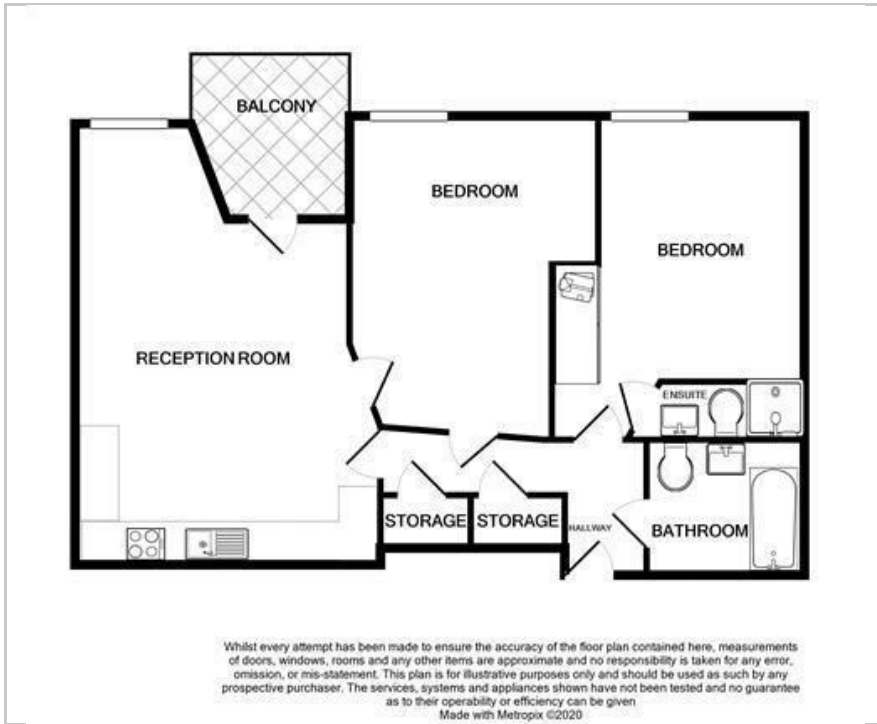 BALCONY
BEDROOM
BEDROOM
RECEPTION ROOM
ENSUITE
STORAGE
STORAGE
HALLWAY
BATHROOM
Whilst every attempt has been made to ensure the accuracy of the floor plan contained here, measurements
of doors, windows, rooms and any other items are approximate and no responsibility is taken for any error,
omission, or mis-statement. This plan is for illustrative purposes only and should be used as such by any
prospective purchaser. The services, systems and appliances shown have not been tested and no guarantee
as to their operability or efficiency can be given
Made with Metropix ©2020